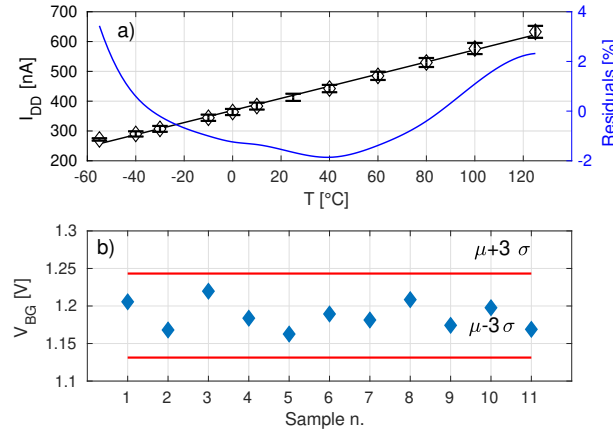 a)
700
600
500
400
300
200
I_DD [nA]
4
2
0
-2
Residuals [%]
-60 -40 -20 0 20 40 60 80 100 120
T [°C]
b)
μ+3 σ
μ-3 σ
1.3
1.25
1.2
1.15
1.1
V_BG [V]
1 2 3 4 5 6 7 8 9 10 11
Sample n.